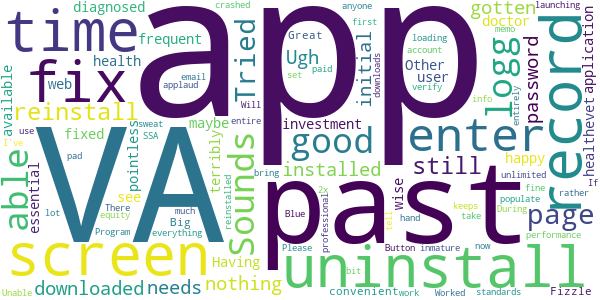 app
VA
past
time
fix
screen
uninstall
record
enter
good
Sounds
able
page
logg
reinstall
Tried
initial
Ugh
still
installed
downloaded
nothing
needs
password
gotten
doctor
diagnosed
frequent
health
web
available
fixed
maybe
pointless
essential
SSA
sweat
pad
see
Having
terribly
investment
Other
user
happy
wise
convenient
healthevet
application
Fizzle
standards
populate
performance
unlimited
Button
inmature
During
Worked
work
Please
Blue
professional
2x
bring
reinstalled
entire
Will
Great
set
paid
email
verify
applaud
crashed
anyone
first
account
downloads
loading
launching
memb
info
entirely
If
fine
rather
take
keeps
tell
hand
now
bit
use
I've
lot
There
much
Big
equity
Program
everything
Unable